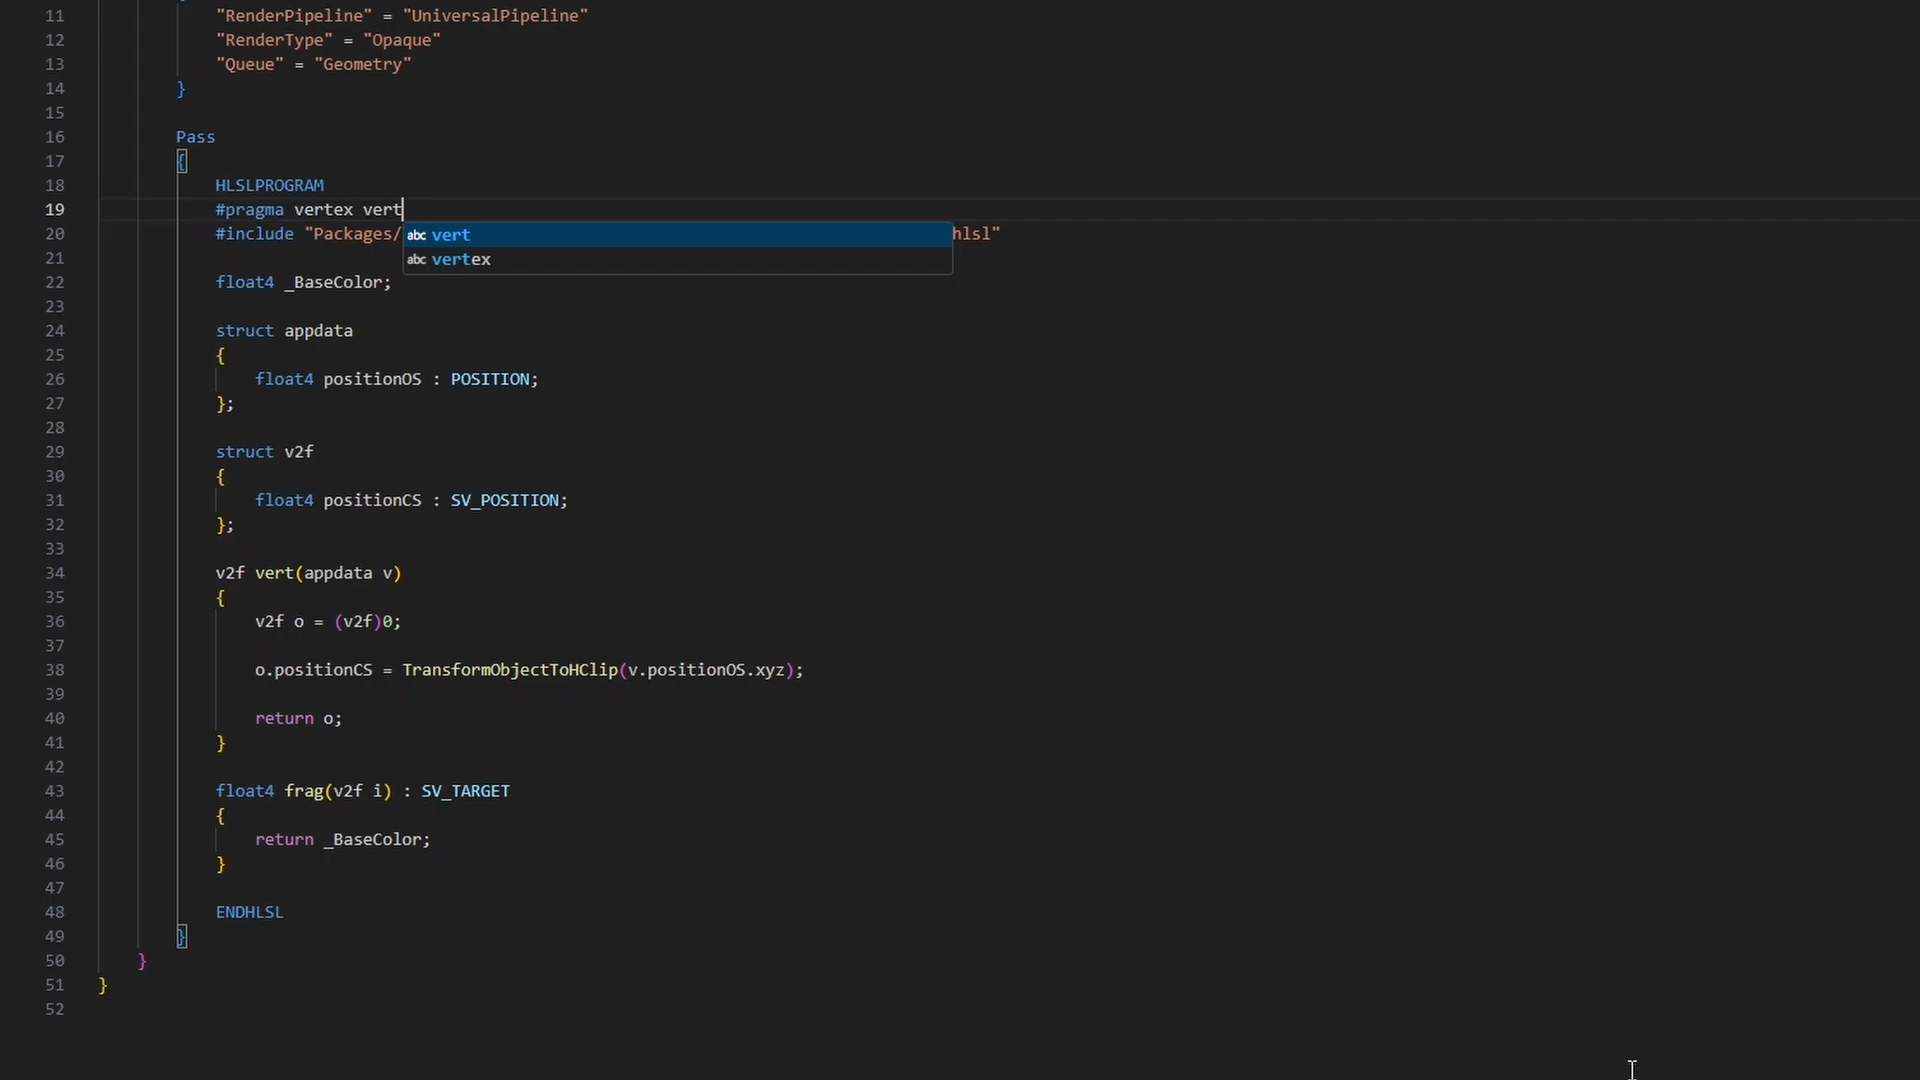 11 "RenderPipeline" = "UniversalPipeline"
12 "RenderType" = "Opaque"
13 "Queue" = "Geometry"
14 }
15
16 Pass
17 {
18 HLSLPROGRAM
19 #pragma vertex vert
20 #include "Packages/ hlsl"
abc vert
abc vertex
21
22 float4 _BaseColor;
23
24 struct appdata
25 {
26 float4 positionOS : POSITION;
27 };
28
29 struct v2f
30 {
31 float4 positionCS : SV_POSITION;
32 };
33
34 v2f vert(appdata v)
35 {
36 v2f o = (v2f)0;
37
38 o.positionCS = TransformObjectToHClip(v.positionOS.xyz);
39
40 return o;
41 }
42
43 float4 frag(v2f i) : SV_TARGET
44 {
45 return _BaseColor;
46 }
47
48 ENDHLSL
49 }
50 }
51 }
52